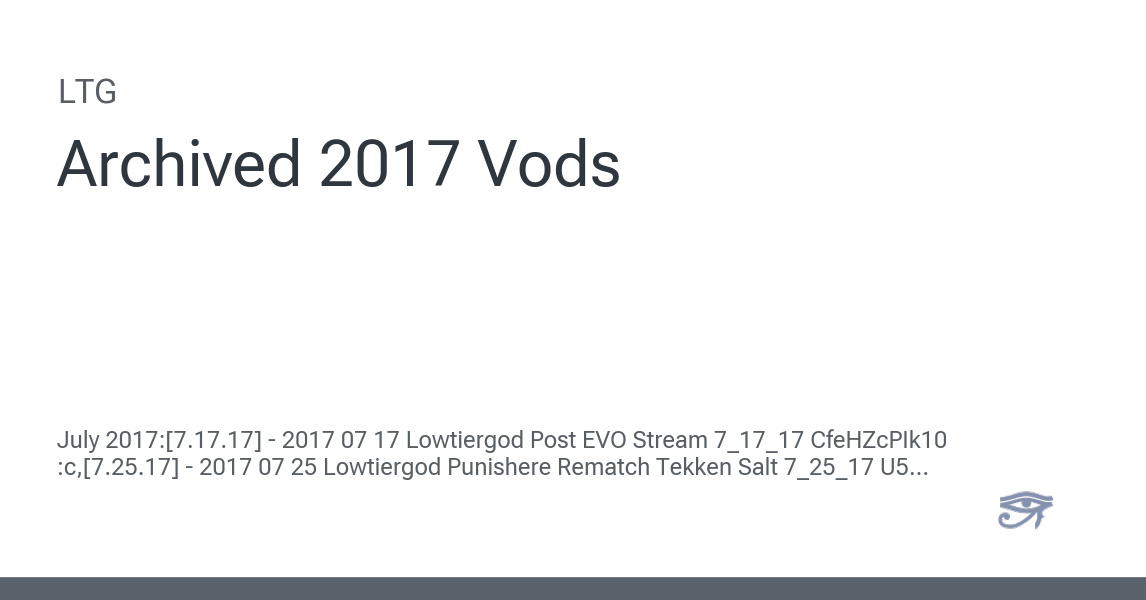 LTG
Archived 2017 Vods
July 2017:[7.17.17] - 2017 07 17 Lowtiergod Post EVO Stream 7_17_17 CfeHZcPIk10
:c,[7.25.17] - 2017 07 25 Lowtiergod Punishere Rematch Tekken Salt 7_25_17 U5...